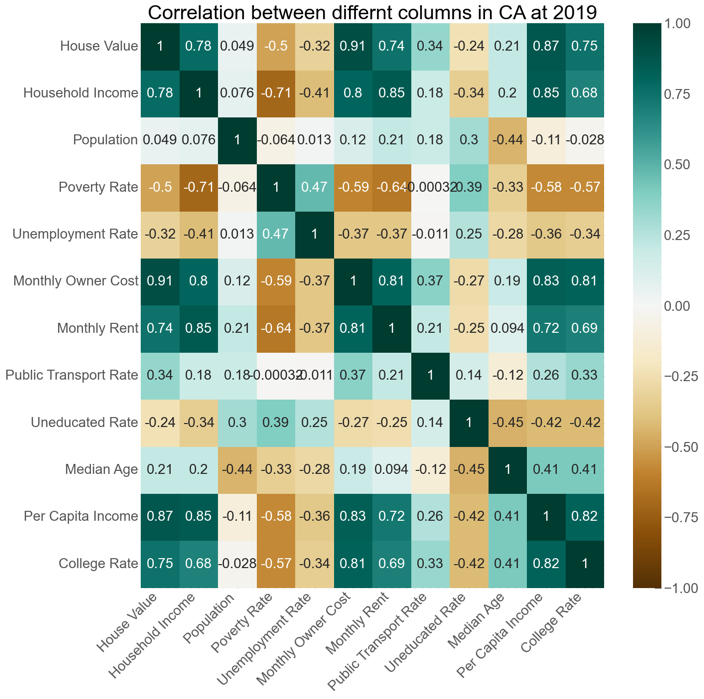 Correlation between differnt columns in CA at 2019
House Value 1 0.78 0.049 -0.5 -0.32 0.91 0.74 0.34 -0.24 0.21 0.87 0.75
Household Income 0.78 1 0.076 -0.71 -0.41 0.8 0.85 0.18 -0.34 0.2 0.85 0.68
Population 0.049 0.076 1 -0.064 0.013 0.12 0.21 0.18 0.3 -0.44 -0.11 -0.028
Poverty Rate -0.5 -0.71 -0.064 1 0.47 -0.59 -0.64 -0.00032 0.39 -0.33 -0.58 -0.57
Unemployment Rate -0.32 -0.41 0.013 0.47 1 -0.37 -0.37 -0.011 0.25 -0.28 -0.36 -0.34
Monthly Owner Cost 0.91 0.8 0.12 -0.59 -0.37 1 0.81 0.37 -0.27 0.19 0.83 0.81
Monthly Rent 0.74 0.85 0.21 -0.64 -0.37 0.81 1 0.21 -0.25 0.094 0.72 0.69
Public Transport Rate 0.34 0.18 0.18 -0.00032 -0.011 0.37 0.21 1 0.14 -0.12 0.26 0.33
Uneducated Rate -0.24 -0.34 0.3 0.39 0.25 -0.27 -0.25 0.14 1 -0.45 -0.42 -0.42
Median Age 0.21 0.2 -0.44 -0.33 -0.28 0.19 0.094 -0.12 -0.45 1 0.41 0.41
Per Capita Income 0.87 0.85 -0.11 -0.58 -0.36 0.83 0.72 0.26 -0.42 0.41 1 0.82
College Rate 0.75 0.68 -0.028 -0.57 -0.34 0.81 0.69 0.33 -0.42 0.41 0.82 1
House Value
Household Income
Population
Poverty Rate
Unemployment Rate
Monthly Owner Cost
Monthly Rent
Public Transport Rate
Uneducated Rate
Median Age
Per Capita Income
College Rate
1.00
0.75
0.50
0.25
0.00
−0.25
−0.50
−0.75
−1.00